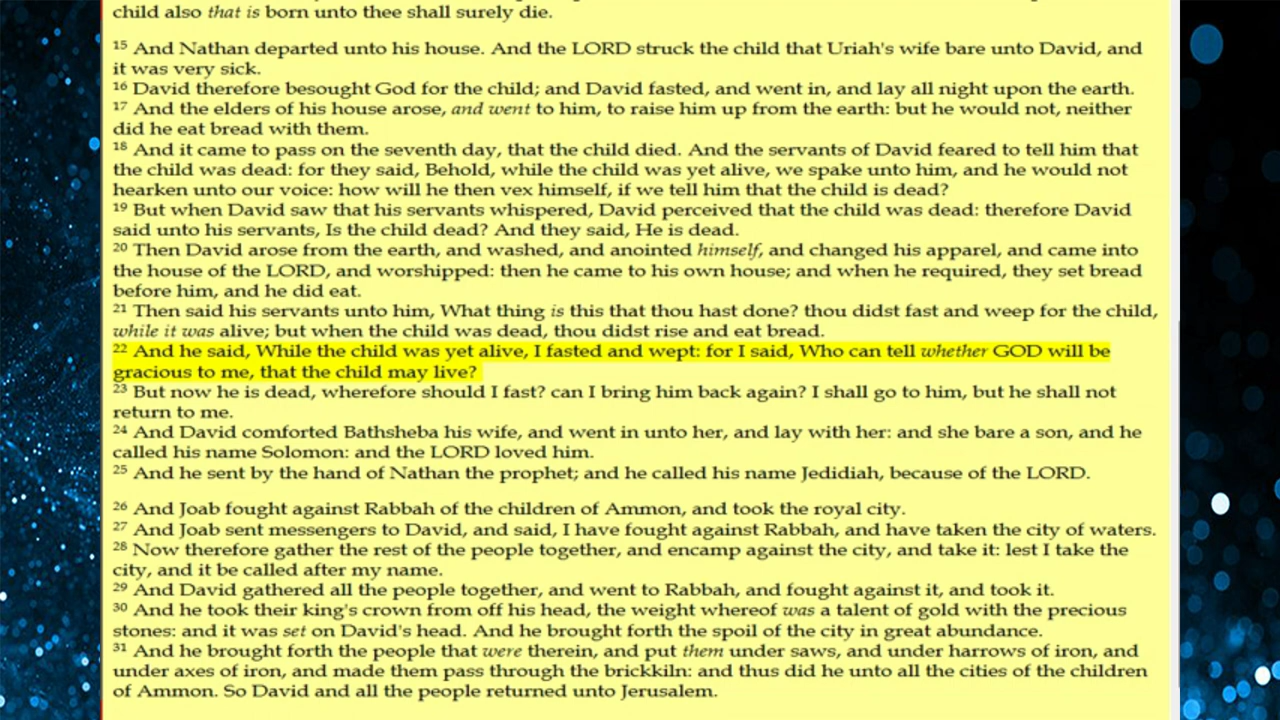 child also that is born unto thee shall surely die.
15 And Nathan departed unto his house. And the LORD struck the child that Uriah's wife bare unto David, and
it was very sick.
16 David therefore besought God for the child; and David fasted, and went in, and lay all night upon the earth.
17 And the elders of his house arose, and went to him, to raise him up from the earth: but he would not, neither
did he eat bread with them.
18 And it came to pass on the seventh day, that the child died. And the servants of David feared to tell him that
the child was dead: for they said, Behold, while the child was yet alive, we spake unto him, and he would not
hearken unto our voice: how will he then vex himself, if we tell him that the child is dead?
19 But when David saw that his servants whispered, David perceived that the child was dead: therefore David
said unto his servants, Is the child dead? And they said, He is dead.
20 Then David arose from the earth, and washed, and anointed himself, and changed his apparel, and came into
the house of the LORD, and worshipped: then he came to his own house; and when he required, they set bread
before him, and he did eat.
21 Then said his servants unto him, What thing is this that thou hast done? thou didst fast and weep for the child,
while it was alive; but when the child was dead, thou didst rise and eat bread.
22 And he said, While the child was yet alive, I fasted and wept: for I said, Who can tell whether GOD will be
gracious to me, that the child may live?
23 But now he is dead, wherefore should I fast? can I bring him back again? I shall go to him, but he shall not
return to me.
24 And David comforted Bathsheba his wife, and went in unto her, and lay with her: and she bare a son, and he
called his name Solomon: and the LORD loved him.
25 And he sent by the hand of Nathan the prophet; and he called his name Jedidiah, because of the LORD.
26 And Joab fought against Rabbah of the children of Ammon, and took the royal city.
27 And Joab sent messengers to David, and said, I have fought against Rabbah, and have taken the city of waters.
28 Now therefore gather the rest of the people together, and encamp against the city, and take it: lest I take the
city, and it be called after my name.
29 And David gathered all the people together, and went to Rabbah, and fought against it, and took it.
30 And he took their king's crown from off his head, the weight whereof was a talent of gold with the precious
stones: and it was set on David's head. And he brought forth the spoil of the city in great abundance.
31 And he brought forth the people that were therein, and put them under saws, and under harrows of iron, and
under axes of iron, and made them pass through the brickkiln: and thus did he unto all the cities of the children
of Ammon. So David and all the people returned unto Jerusalem.